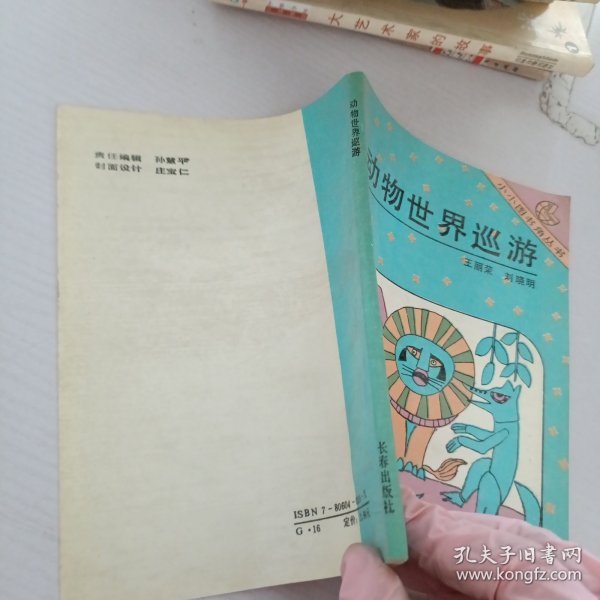 大艺术家的故事
动物世界巡游
责任编辑 孙慧平
封面设计 庄宝仁
小小图书角丛书
动物世界巡游
王丽荣 刘晓明
长春出版社
ISBN 7-80604-
G·16 定价
孔夫子旧书网
www.kongfz.com